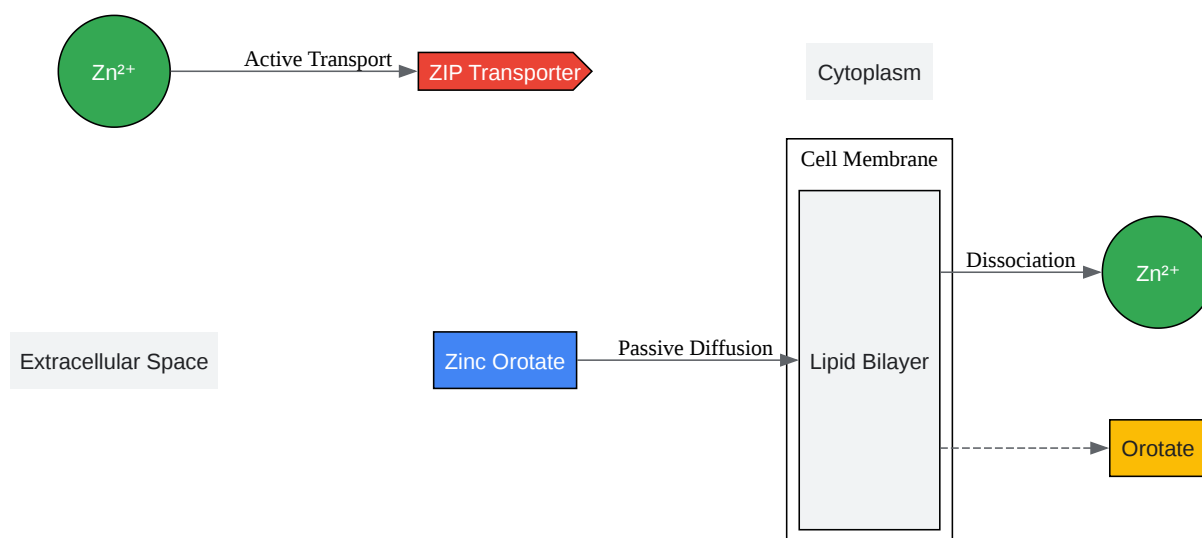 Zn²⁺
Active Transport
ZIP Transporter
Cytoplasm
Cell Membrane
Dissociation
Zn²⁺
Extracellular Space
Zinc Orotate
Passive Diffusion
Lipid Bilayer
Orotate